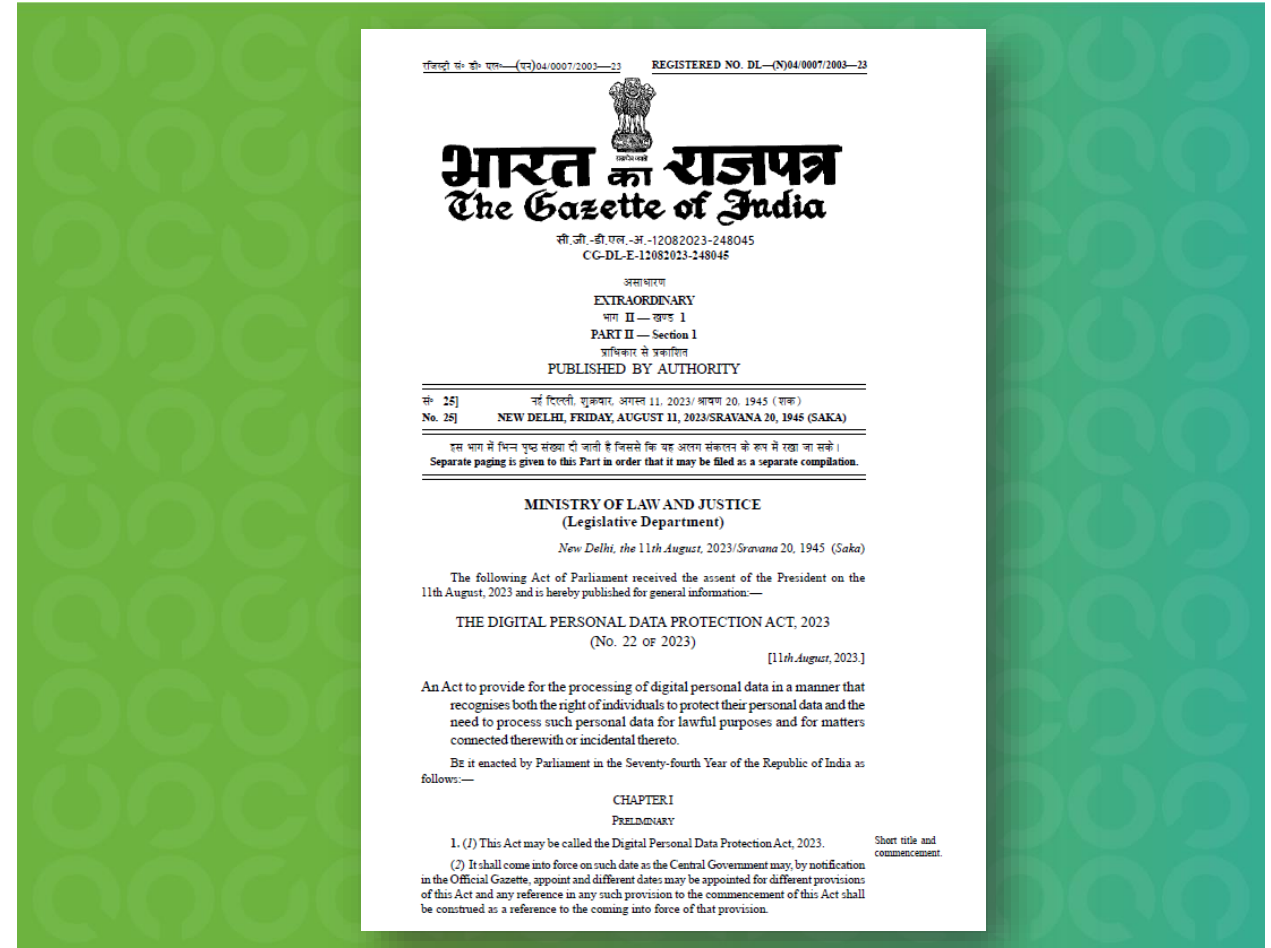 रजिस्ट्री सं॰ डी॰ एल॰—(एन)04/0007/2003—23 REGISTERED NO. DL—(N)04/0007/2003—23
भारत का राजपत्र
The Gazette of India
सी.जी.-डी.एल.-अ.-12082023-248045
CG-DL-E-12082023-248045
असाधारण
EXTRAORDINARY
भाग II — खण्ड 1
PART II — Section 1
प्राधिकार से प्रकाशित
PUBLISHED BY AUTHORITY
सं॰ 25] नई दिल्ली, शुक्रवार, अगस्त 11, 2023/ श्रावण 20, 1945 (शक)
No. 25] NEW DELHI, FRIDAY, AUGUST 11, 2023/SRAVANA 20, 1945 (SAKA)
इस भाग में भिन्न पृष्ठ संख्या दी जाती है जिससे कि यह अलग संकलन के रूप में रखा जा सके।
Separate paging is given to this Part in order that it may be filed as a separate compilation.
MINISTRY OF LAW AND JUSTICE
(Legislative Department)
New Delhi, the 11th August, 2023/Sravana 20, 1945 (Saka)
The following Act of Parliament received the assent of the President on the
11th August, 2023 and is hereby published for general information:—
THE DIGITAL PERSONAL DATA PROTECTION ACT, 2023
(NO. 22 OF 2023)
[11th August, 2023.]
An Act to provide for the processing of digital personal data in a manner that
recognises both the right of individuals to protect their personal data and the
need to process such personal data for lawful purposes and for matters
connected therewith or incidental thereto.
BE it enacted by Parliament in the Seventy-fourth Year of the Republic of India as
follows:—
CHAPTER I
PRELIMINARY
1. (1) This Act may be called the Digital Personal Data Protection Act, 2023.
Short title and
commencement.
(2) It shall come into force on such date as the Central Government may, by notification
in the Official Gazette, appoint and different dates may be appointed for different provisions
of this Act and any reference in any such provision to the commencement of this Act shall
be construed as a reference to the coming into force of that provision.